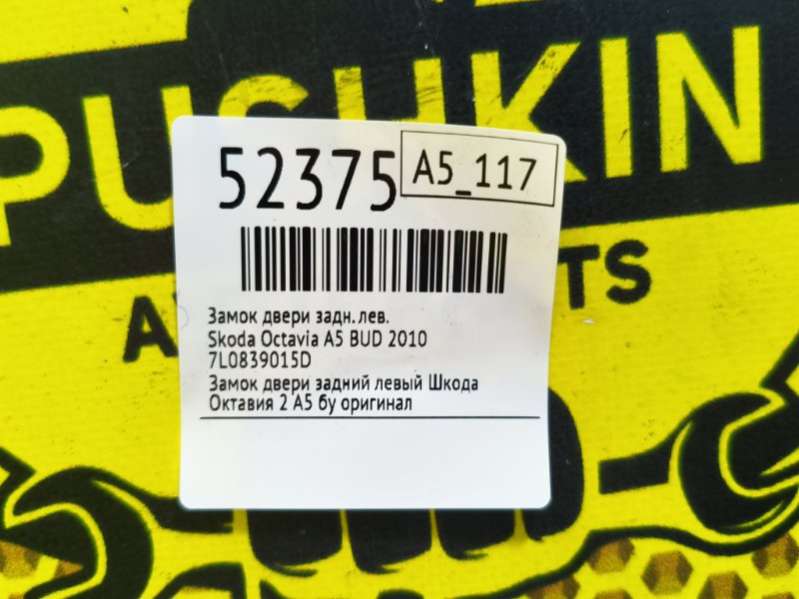 PUSHKIN
52375
A5_117
Замок двери задн. лев.
Skoda Octavia A5 BUD 2010
7L0839015D
Замок двери задний левый Шкода
Октавия 2 А5 бу оригинал